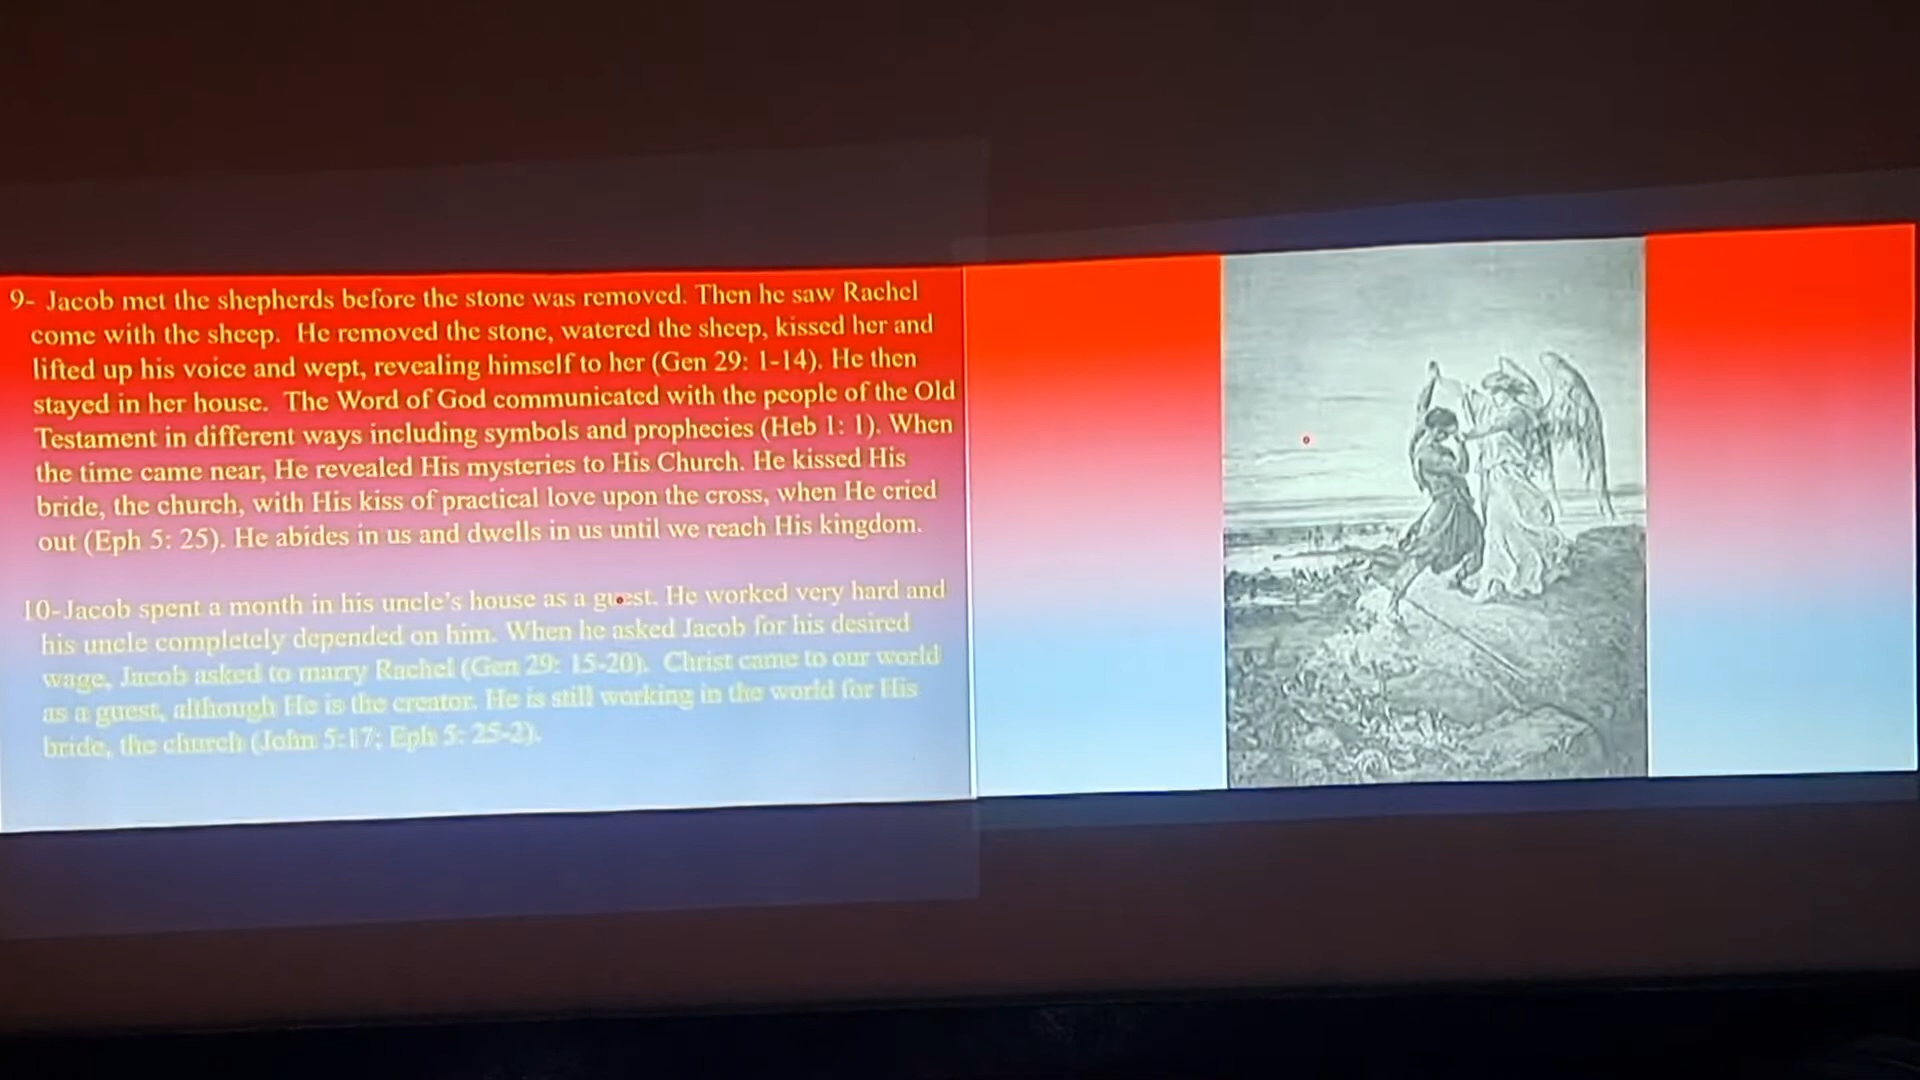 9- Jacob met the shepherds before the stone was removed. Then he saw Rachel
come with the sheep. He removed the stone, watered the sheep, kissed her and
lifted up his voice and wept, revealing himself to her (Gen 29: 1-14). He then
stayed in her house. The Word of God communicated with the people of the Old
Testament in different ways including symbols and prophecies (Heb 1: 1). When
the time came near, He revealed His mysteries to His Church. He kissed His
bride, the church, with His kiss of practical love upon the cross, when He cried
out (Eph 5: 25). He abides in us and dwells in us until we reach His kingdom.
10-Jacob spent a month in his uncle's house as a guest. He worked very hard and
his uncle completely depended on him. When he asked Jacob for his desired
wage, Jacob asked to marry Rachel (Gen 29: 15-20). Christ came to our world
as a guest, although He is the creator. He is still working in the world for His
bride, the church (John 5:17; Eph 5: 25-2).